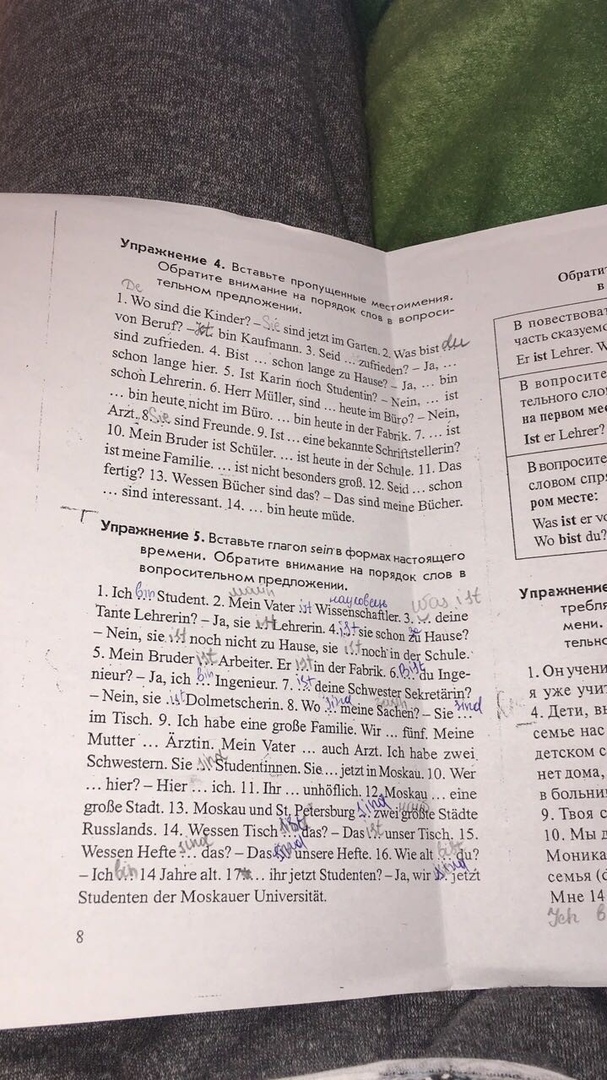 Упражнение 4. Вставьте пропущенные местоимения.
Обратите внимание на порядок слов в вопроси-
тельном предложении.
De
1. Wo sind die Kinder? – Sie sind jetzt im Garten. 2. Was bist du
von Beruf? – bin Kaufmann. 3. Seid ... zufrieden? – Ja, ...
sind zufrieden. 4. Bist ... schon lange zu Hause? – Ja, ... bin
schon lange hier. 5. Ist Karin noch Studentin? – Nein, ... ist
schon Lehrerin. 6. Herr Müller, sind ... heute im Büro? – Nein,
... bin heute nicht im Büro. ... bin heute in der Fabrik. 7. ... ist
Arzt. 8. Sie sind Freunde. 9. Ist ... eine bekannte Schriftstellerin?
10. Mein Bruder ist Schüler. ... ist heute in der Schule. 11. Das
ist meine Familie. ... ist nicht besonders groß. 12. Seid ... schon
fertig? 13. Wessen Bücher sind das? – Das sind meine Bücher.
... sind interessant. 14. ... bin heute müde.
Упражнение 5. Вставьте глагол sein в формах настоящего
времени. Обратите внимание на порядок слов в
вопросительном предложении.
1. Ich bin Student. 2. Mein Vater ist Wissenschaftler. 3. ... deine
was ist
Tante Lehrerin? – Ja, sie ist Lehrerin. 4. ist sie schon zu Hause?
– Nein, sie ist noch nicht zu Hause, sie ist noch in der Schule.
5. Mein Bruder ist Arbeiter. Er ist in der Fabrik. 6. Bist du Inge-
nieur? – Ja, ich bin Ingenieur. 7. ist deine Schwester Sekretärin?
– Nein, sie ist Dolmetscherin. 8. Wo sind meine Sachen? – Sie sind
im Tisch. 9. Ich habe eine große Familie. Wir ... fünf. Meine
Mutter ... Ärztin. Mein Vater ... auch Arzt. Ich habe zwei
Schwestern. Sie sind Studentinnen. Sie ... jetzt in Moskau. 10. Wer
... hier? – Hier ... ich. 11. Ihr ... unhöflich. 12. Moskau ... eine
große Stadt. 13. Moskau und St. Petersburg sind zwei größte Städte
Russlands. 14. Wessen Tisch ist das? – Das ist unser Tisch. 15.
Wessen Hefte sind das? – Das sind unsere Hefte. 16. Wie alt bist du?
– Ich bin 14 Jahre alt. 17. ... ihr jetzt Studenten? – Ja, wir sind jetzt
Studenten der Moskauer Universität.
8
Обрати
в
В повествова
часть сказуемо
Er ist Lehrer. W
В вопросите
тельного сло
на первом мес
Ist er Lehrer?
В вопросите
словом спря
ром месте:
Was ist er vo
Wo bist du?
Упражнение
требля
мени.
тельно
1. Он учени
я уже учит
4. Дети, вы
семье нас
детском с
нет дома,
в больни
9. Твоя с
10. Мы д
Моника
семья (
Мне 14
Ich